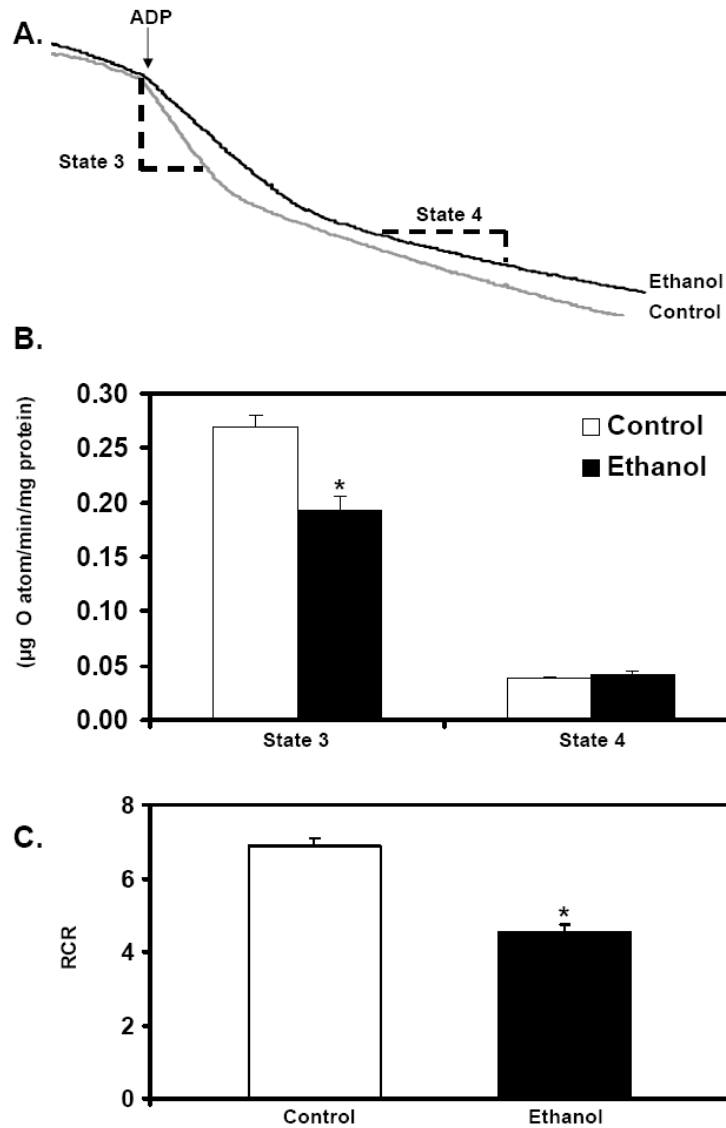 A.
ADP
State 3
State 4
Ethanol
Control
B.
(µg O atom/min/mg protein)
0.30
0.25
0.20
0.15
0.10
0.05
0.00
Control
Ethanol
*
State 3
State 4
C.
RCR
8
6
4
2
0
*
Control
Ethanol